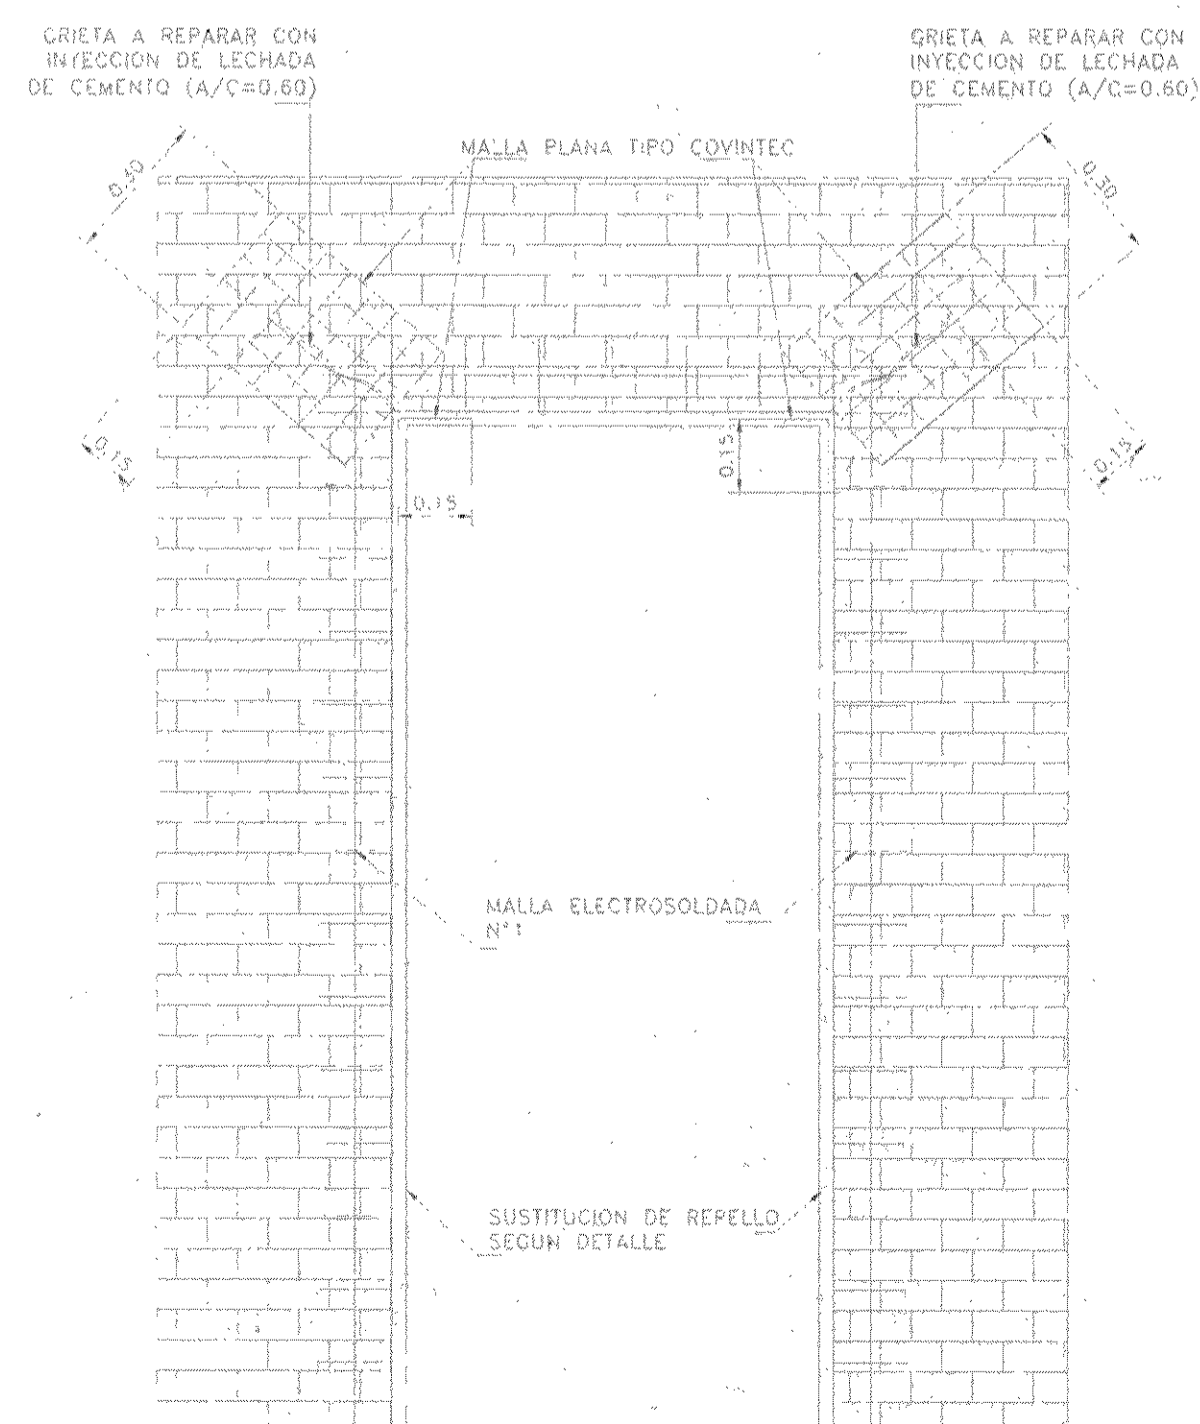 GRIETA A REPARAR CON
INYECCION DE LECHADA
DE CEMENTO (A/C=0.60)
GRIETA A REPARAR CON
INYECCION DE LECHADA
DE CEMENTO (A/C=0.60)
MALLA PLANA TIPO COVINTEC
0.30
0.30
0.15
0.15
0.15
0.15
MALLA ELECTROSOLDADA
N° 1
SUSTITUCION DE REPELLO
SEGUN DETALLE